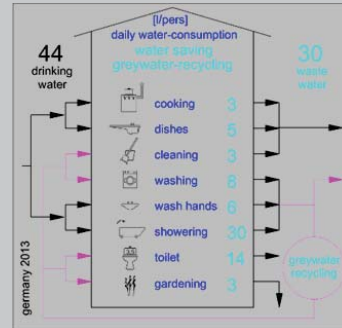 [l/pers]
daily water-consumption
water saving
greywater-recycling
44
drinking
water
30
waste
water
cooking 3
dishes 5
cleaning 3
washing 8
wash hands 6
showering 30
toilet 14
gardening 3
greywater
recycling
germany 2013